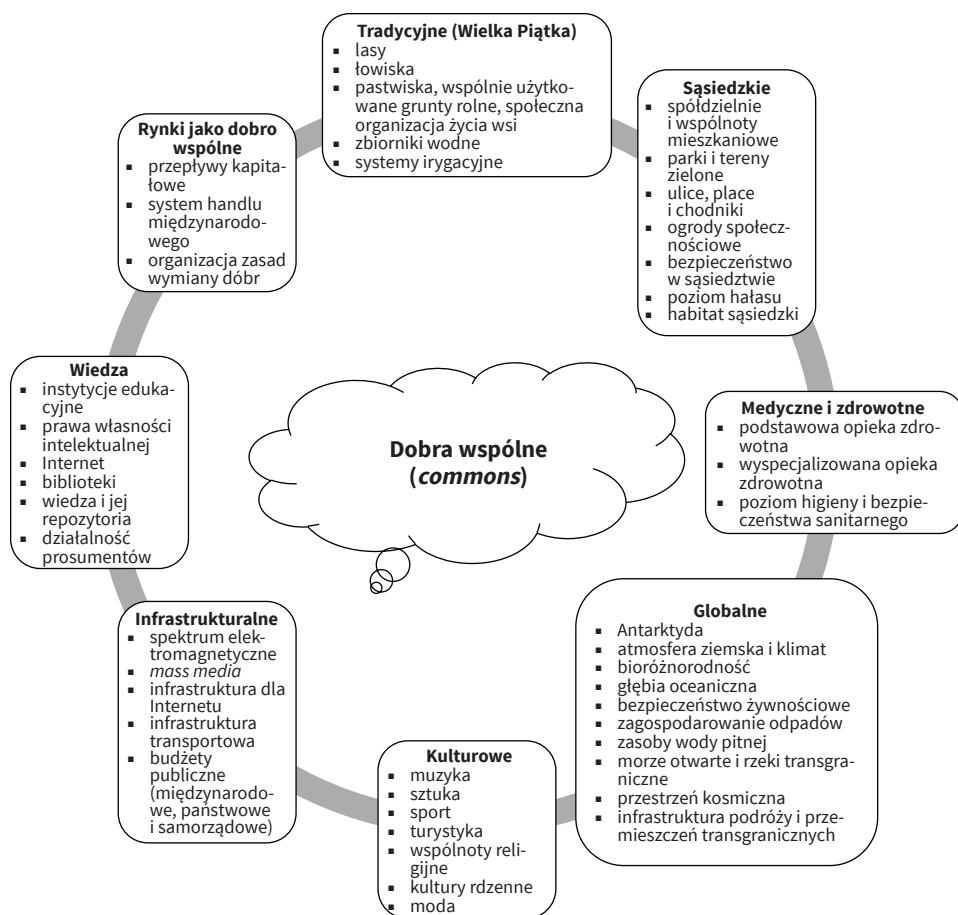 Tradycyjne (Wielka Piątka)
▪ lasy
▪ łowiska
▪ pastwiska, wspólnie użytko-
wane grunty rolne, społeczna
organizacja życia wsi
▪ zbiorniki wodne
▪ systemy irygacyjne
Sąsiedzkie
▪ spółdzielnie
i wspólnoty
mieszkaniowe
▪ parki i tereny
zielone
▪ ulice, place
i chodniki
▪ ogrody społecz-
nościowe
▪ bezpieczeństwo
w sąsiedztwie
▪ poziom hałasu
▪ habitat sąsiedzki
Medyczne i zdrowotne
▪ podstawowa opieka zdro-
wotna
▪ wyspecjalizowana opieka
zdrowotna
▪ poziom higieny i bezpie-
czeństwa sanitarnego
Globalne
▪ Antarktyda
▪ atmosfera ziemska i klimat
▪ bioróżnorodność
▪ głębia oceaniczna
▪ bezpieczeństwo żywnościowe
▪ zagospodarowanie odpadów
▪ zasoby wody pitnej
▪ morze otwarte i rzeki transgra-
niczne
▪ przestrzeń kosmiczna
▪ infrastruktura podróży i prze-
mieszczeń transgranicznych
Kulturowe
▪ muzyka
▪ sztuka
▪ sport
▪ turystyka
▪ wspólnoty reli-
gijne
▪ kultury rdzenne
▪ moda
Infrastrukturalne
▪ spektrum elek-
tromagnetyczne
▪ mass media
▪ infrastruktura dla
Internetu
▪ infrastruktura
transportowa
▪ budżety
publiczne
(międzynarodo-
we, państwowe
i samorządowe)
Wiedza
▪ instytycje eduka-
cyjne
▪ prawa własności
intelektualnej
▪ Internet
▪ biblioteki
▪ wiedza i jej
repozytoria
▪ działalność
prosumentów
Rynki jako dobro
wspólne
▪ przepływy kapita-
łowe
▪ system handlu
międzynarodo-
wego
▪ organizacja zasad
wymiany dóbr
Dobra wspólne
(commons)